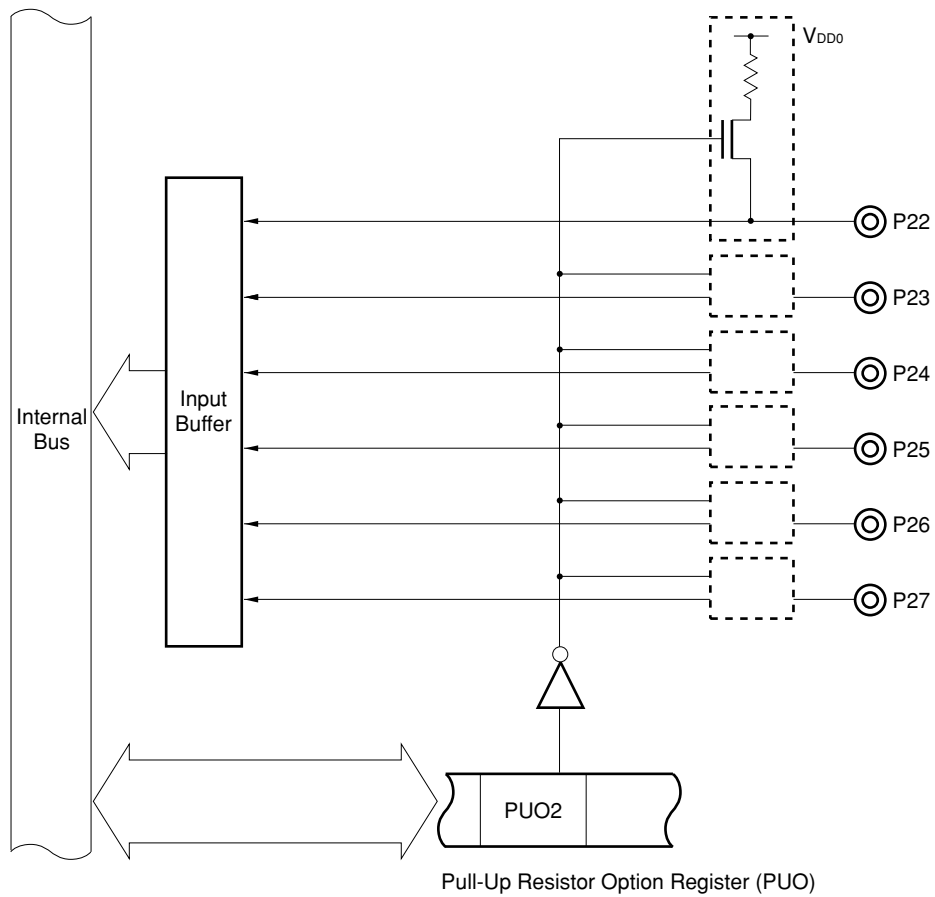 VDD0
P22
P23
P24
P25
P26
P27
Internal
Bus
Input
Buffer
PUO2
Pull-Up Resistor Option Register (PUO)